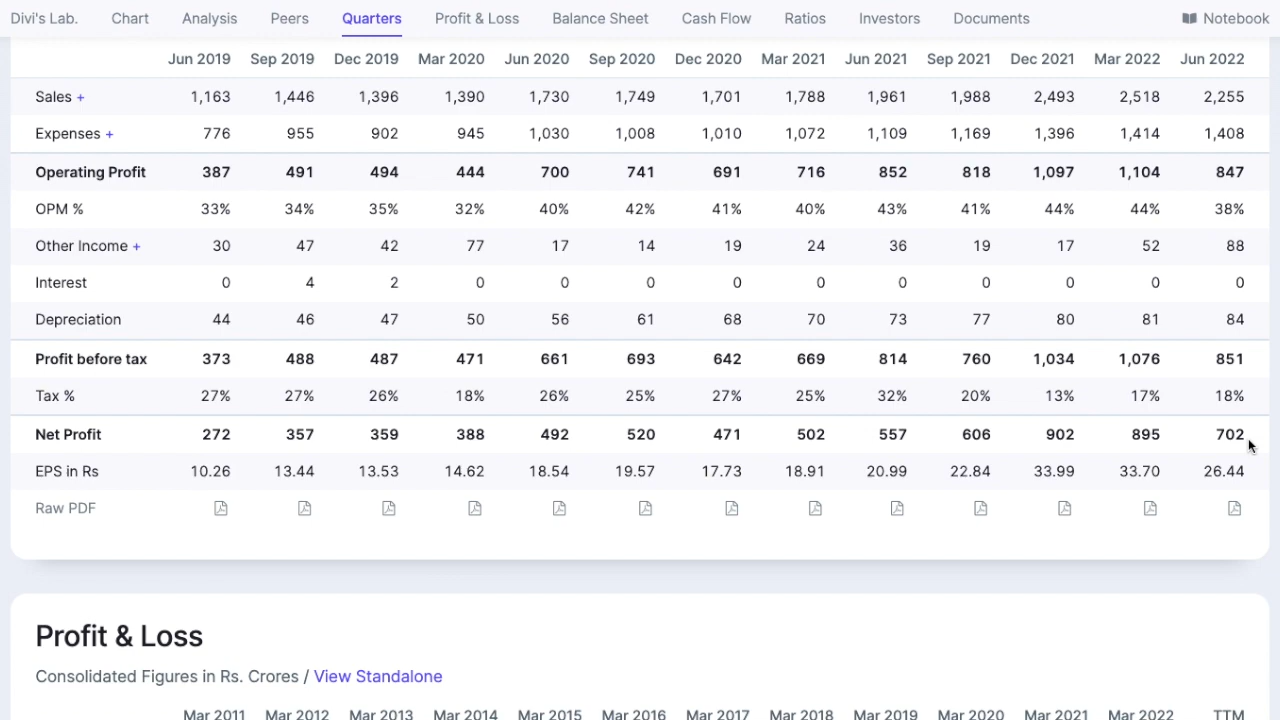 Divi's Lab. Chart Analysis Peers Quarters Profit & Loss Balance Sheet Cash Flow Ratios Investors Documents Notebook
Jun 2019 Sep 2019 Dec 2019 Mar 2020 Jun 2020 Sep 2020 Dec 2020 Mar 2021 Jun 2021 Sep 2021 Dec 2021 Mar 2022 Jun 2022
Sales + 1,163 1,446 1,396 1,390 1,730 1,749 1,701 1,788 1,961 1,988 2,493 2,518 2,255
Expenses + 776 955 902 945 1,030 1,008 1,010 1,072 1,109 1,169 1,396 1,414 1,408
Operating Profit 387 491 494 444 700 741 691 716 852 818 1,097 1,104 847
OPM % 33% 34% 35% 32% 40% 42% 41% 40% 43% 41% 44% 44% 38%
Other Income + 30 47 42 77 17 14 19 24 36 19 17 52 88
Interest 0 4 2 0 0 0 0 0 0 0 0 0 0
Depreciation 44 46 47 50 56 61 68 70 73 77 80 81 84
Profit before tax 373 488 487 471 661 693 642 669 814 760 1,034 1,076 851
Tax % 27% 27% 26% 18% 26% 25% 27% 25% 32% 20% 13% 17% 18%
Net Profit 272 357 359 388 492 520 471 502 557 606 902 895 702
EPS in Rs 10.26 13.44 13.53 14.62 18.54 19.57 17.73 18.91 20.99 22.84 33.99 33.70 26.44
Raw PDF
Profit & Loss
Consolidated Figures in Rs. Crores / View Standalone
Mar 2011 Mar 2012 Mar 2013 Mar 2014 Mar 2015 Mar 2016 Mar 2017 Mar 2018 Mar 2019 Mar 2020 Mar 2021 Mar 2022 TTM